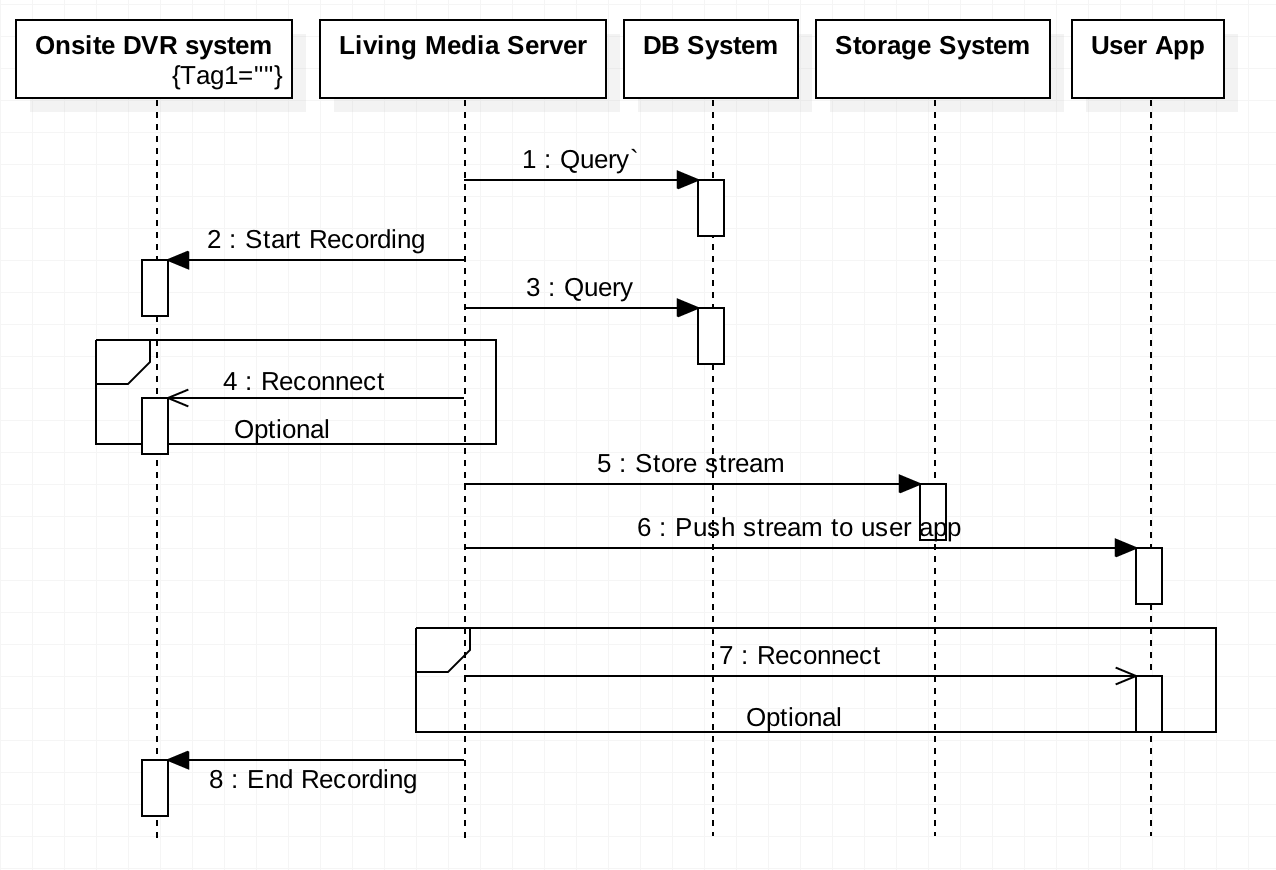 Onsite DVR system
{Tag1=""}
Living Media Server
DB System
Storage System
User App
1 : Query`
2 : Start Recording
3 : Query
4 : Reconnect
Optional
5 : Store stream
6 : Push stream to user app
7 : Reconnect
Optional
8 : End Recording